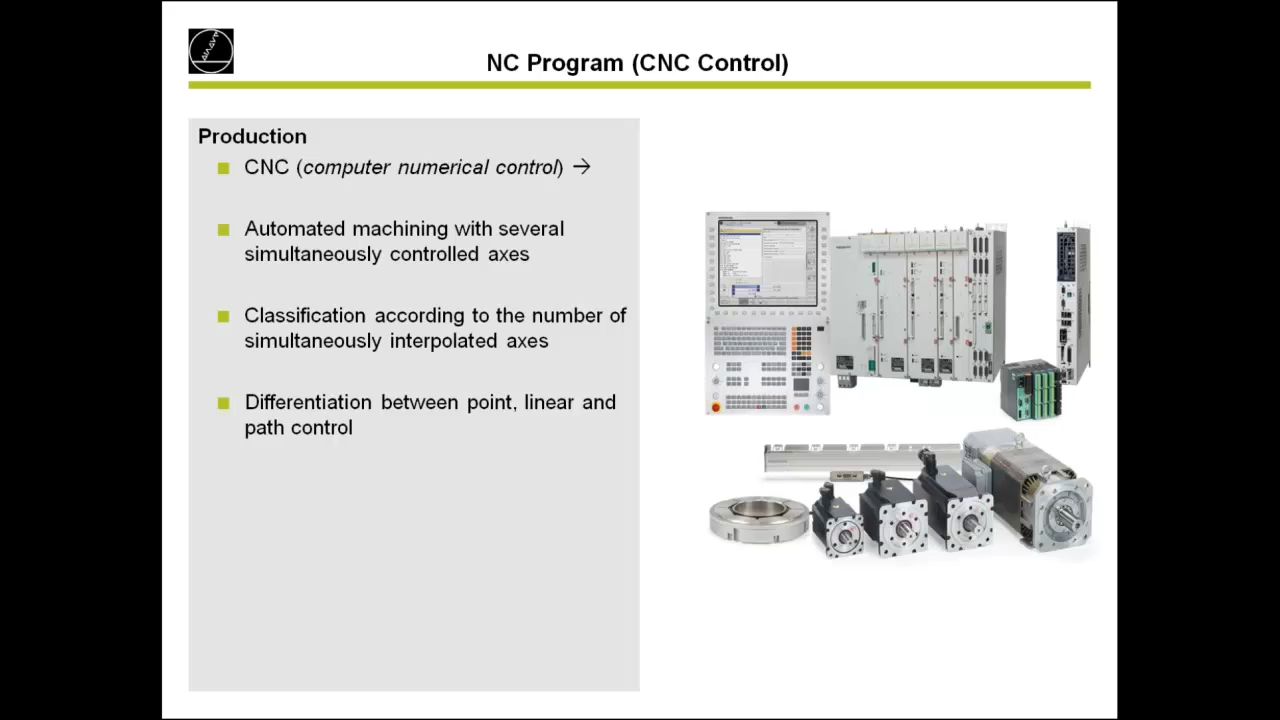 NC Program (CNC Control)
Production
CNC (computer numerical control) →
Automated machining with several
simultaneously controlled axes
Classification according to the number of
simultaneously interpolated axes
Differentiation between point, linear and
path control